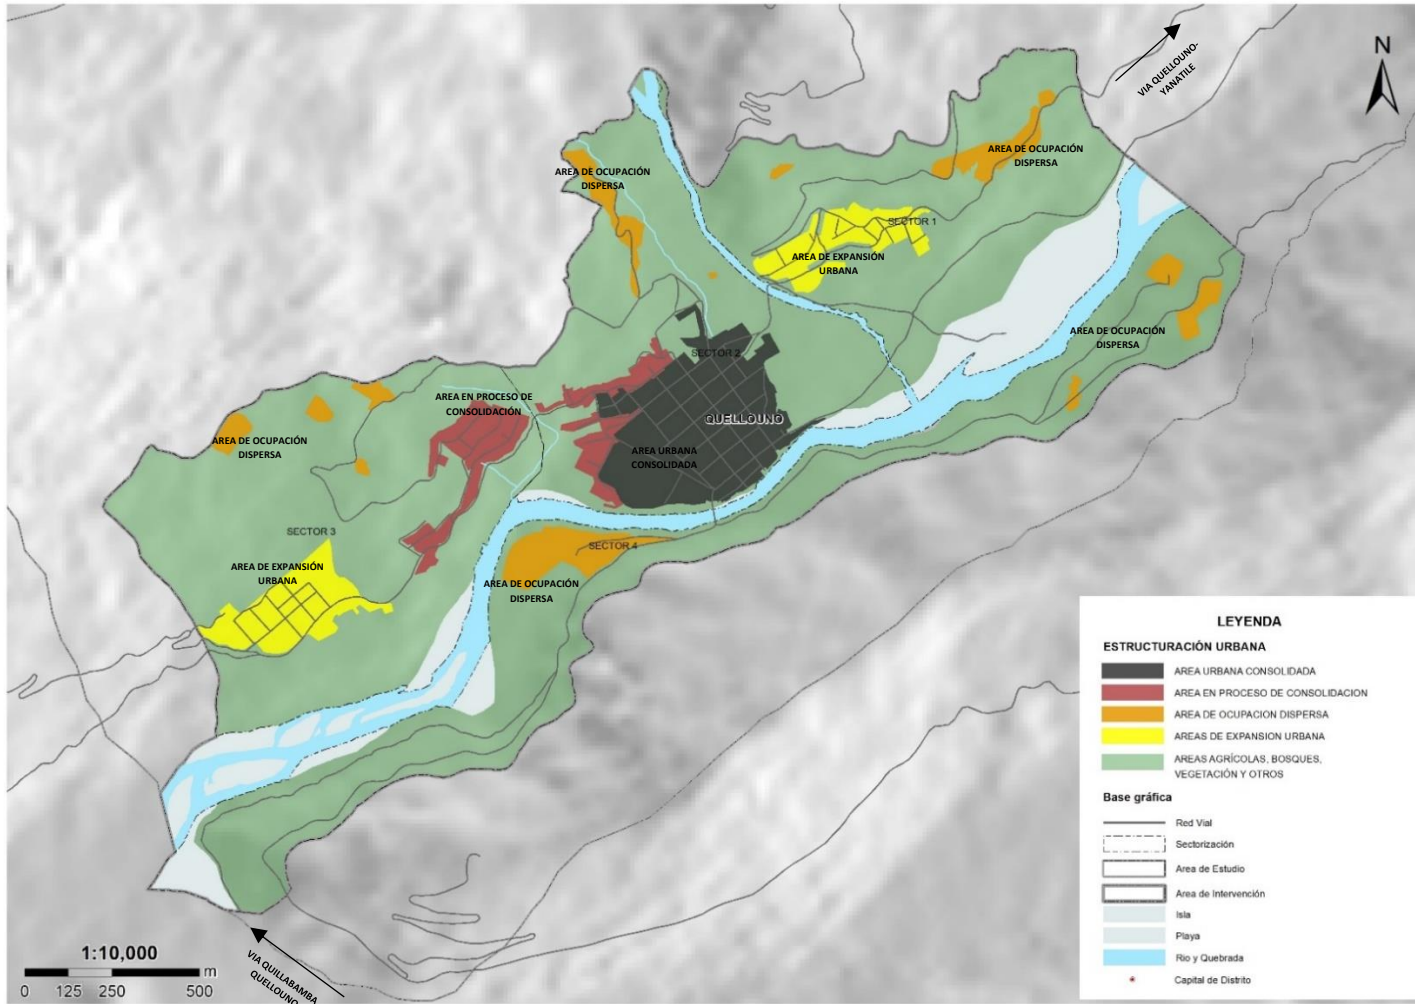 VIA QUELLOUNO-
YANATILE
N
AREA DE OCUPACIÓN
DISPERSA
AREA DE OCUPACIÓN
DISPERSA
SECTOR 1
AREA DE EXPANSIÓN
URBANA
AREA DE OCUPACIÓN
DISPERSA
SECTOR 2
AREA EN PROCESO DE
CONSOLIDACIÓN
QUELLOUNO
AREA DE OCUPACIÓN
DISPERSA
AREA URBANA
CONSOLIDADA
SECTOR 3
SECTOR 4
AREA DE EXPANSIÓN
URBANA
AREA DE OCUPACIÓN
DISPERSA
LEYENDA
ESTRUCTURACIÓN URBANA
AREA URBANA CONSOLIDADA
AREA EN PROCESO DE CONSOLIDACION
AREA DE OCUPACION DISPERSA
AREAS DE EXPANSION URBANA
AREAS AGRÍCOLAS, BOSQUES,
VEGETACIÓN Y OTROS
Base gráfica
Red Vial
Sectorización
Area de Estudio
Area de Intervención
Isla
Playa
Rio y Quebrada
Capital de Distrito
1:10,000
0 125 250 500 m
VIA QUILLABAMBA
QUELLOUNO